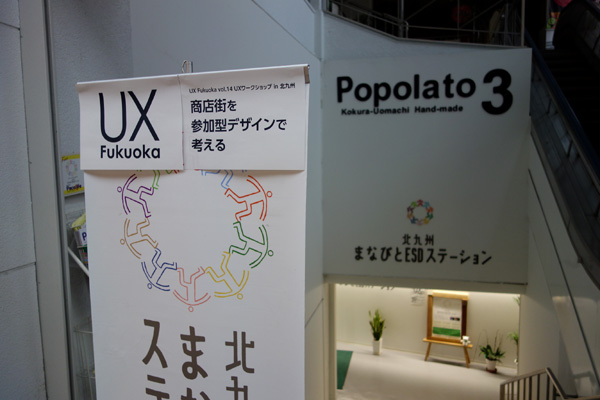 UX
Fukuoka
UX Fukuoka vol.14 UXワークショップ in 北九州
商店街を
参加型デザインで
考える
北九
まな
ステ
Popolato 3
Kokura-Uomachi Hand-made
北九州
まなびとESDステーション